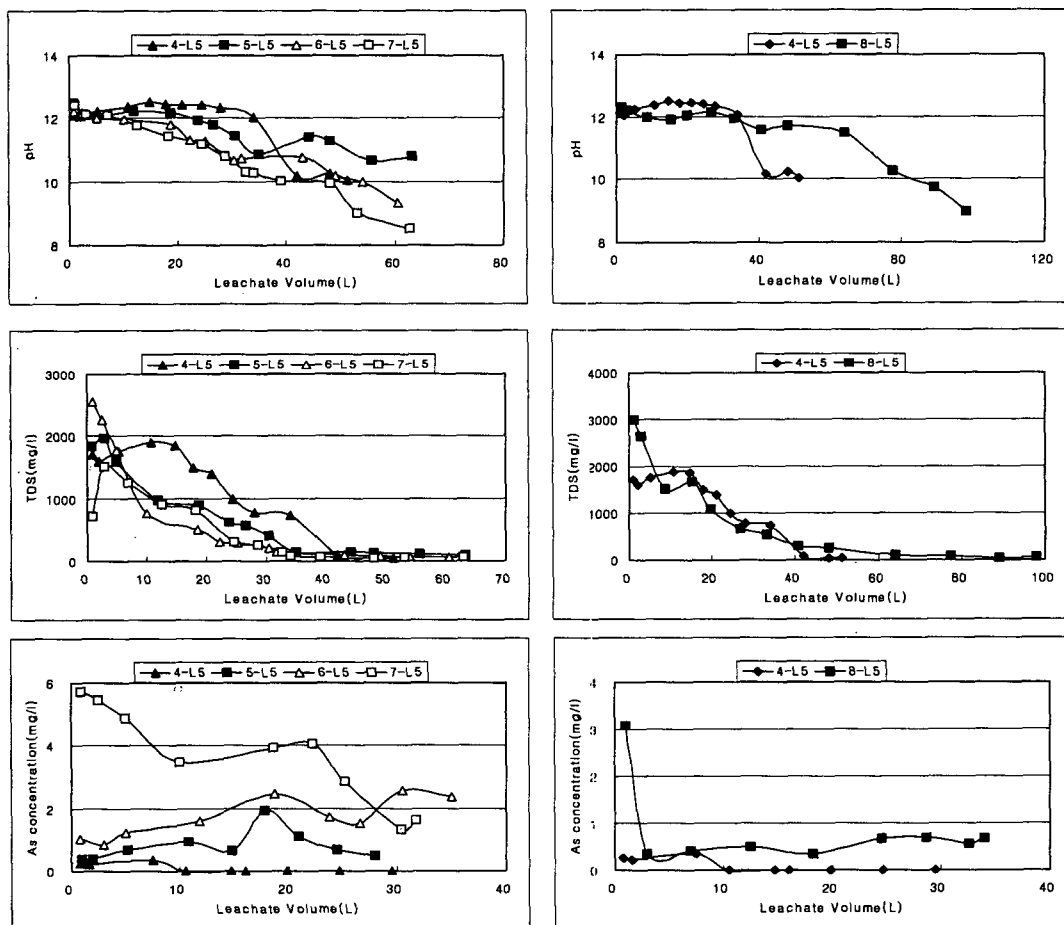 4-L5 5-L5 6-L5 7-L5
14
12
10
8
pH
0 20 40 60 80
Leachate Volume(L)
4-L5 8-L5
14
12
10
8
pH
0 40 80 120
Leachate Volume(L)
4-L5 5-L5 6-L5 7-L5
3000
2000
1000
0
TDS(mg/l)
0 10 20 30 40 50 60 70
Leachate Volume(L)
4-L5 8-L5
4000
3000
2000
1000
0
TDS(mg/l)
0 20 40 60 80 100
Leachate Volume(L)
4-L5 5-L5 6-L5 7-L5
6
4
2
0
As concentration(mg/l)
0 10 20 30 40
Leachate Volume(L)
4-L5 8-L5
4
3
2
1
0
As concentration(mg/l)
0 10 20 30 40
Leachate Volume(L)